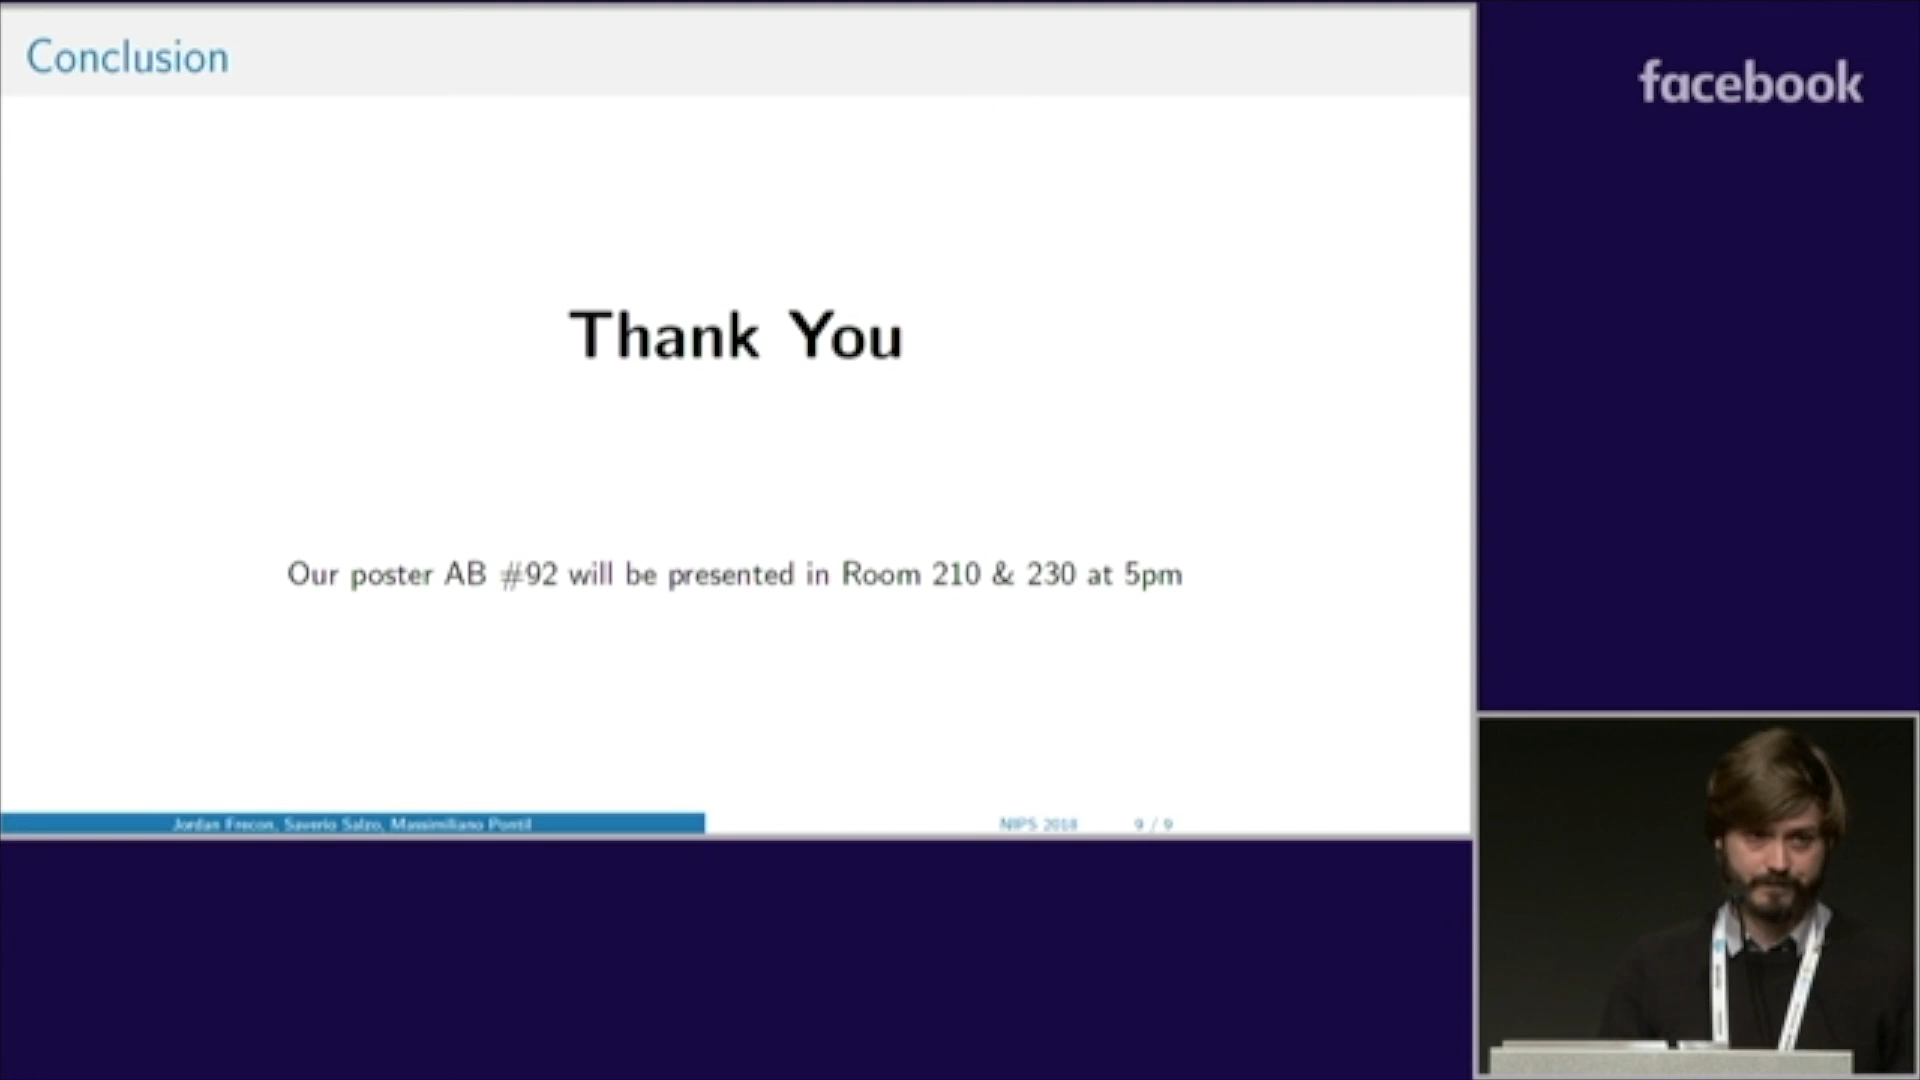 Conclusion
facebook
Thank You
Our poster AB #92 will be presented in Room 210 & 230 at 5pm
Jordan Frecon, Saverio Salzo, Massimiliano Pontil
NIPS 2018
9 / 9